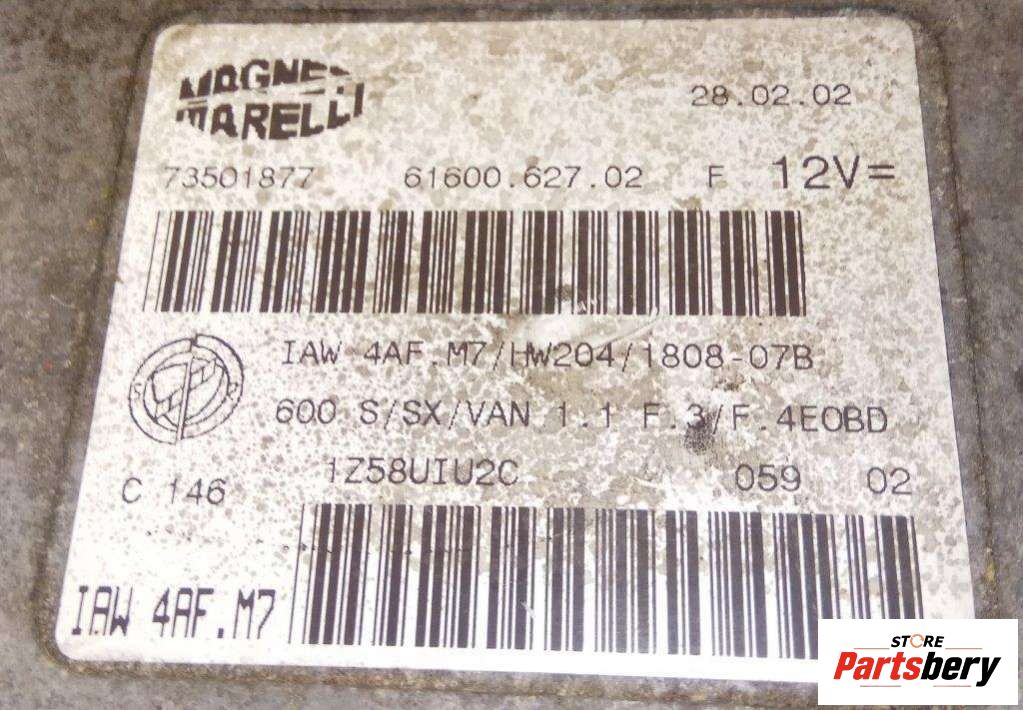 MAGNETI
MARELLI
28.02.02
73501877 61600.627.02 F 12V=
IAW 4AF.M7/HW204/1808-07B
600 S/SX/VAN 1.1 F.3/F.4EOBD
1Z58UIU2C 059 02
C 146
IAW 4AF.M7
STORE
Partsbery